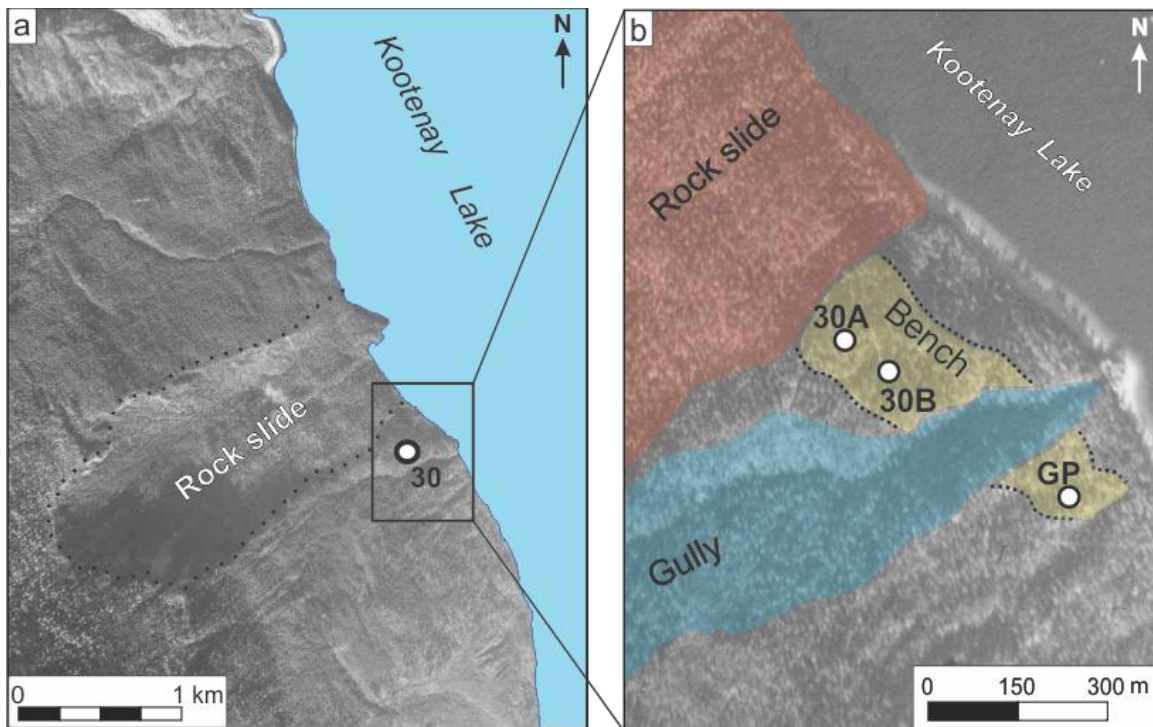 a
N
Kootenay
Lake
Rock slide
30
0
1 km
b
N
Kootenay Lake
Rock slide
30A
Bench
30B
GP
Gully
0
150
300 m